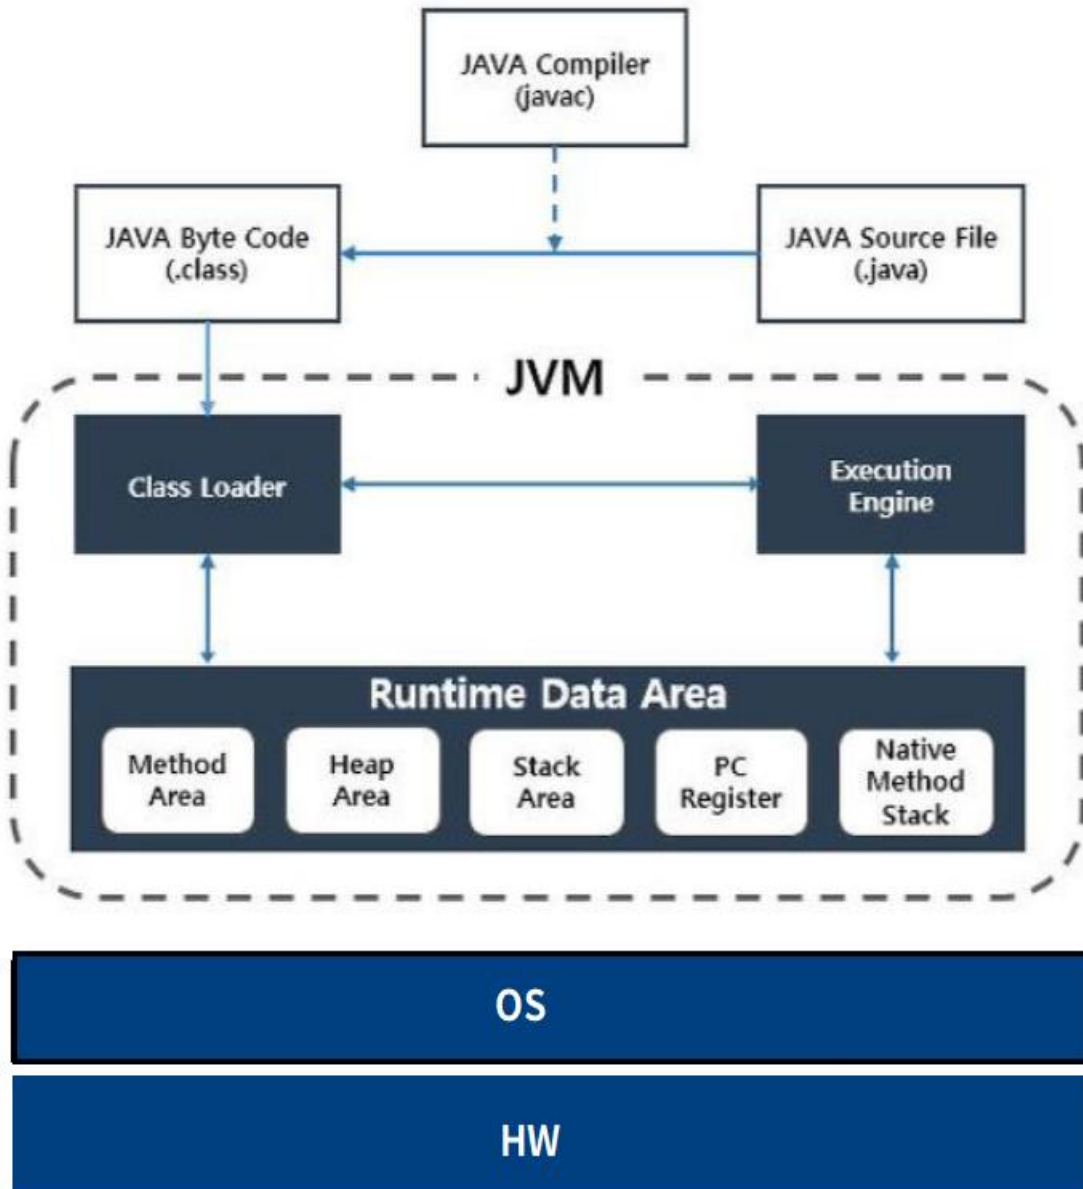 JAVA Compiler
(javac)
JAVA Byte Code
(.class)
JAVA Source File
(.java)
JVM
Class Loader
Execution
Engine
Runtime Data Area
Method
Area
Heap
Area
Stack
Area
PC
Register
Native
Method
Stack
OS
HW